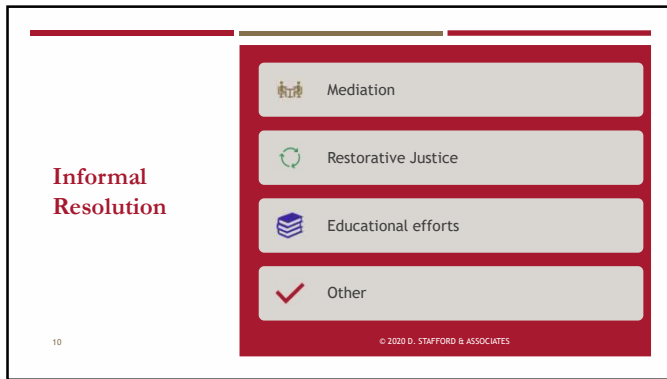 Informal
Resolution
Mediation
Restorative Justice
Educational efforts
Other
10
© 2020 D. STAFFORD & ASSOCIATES